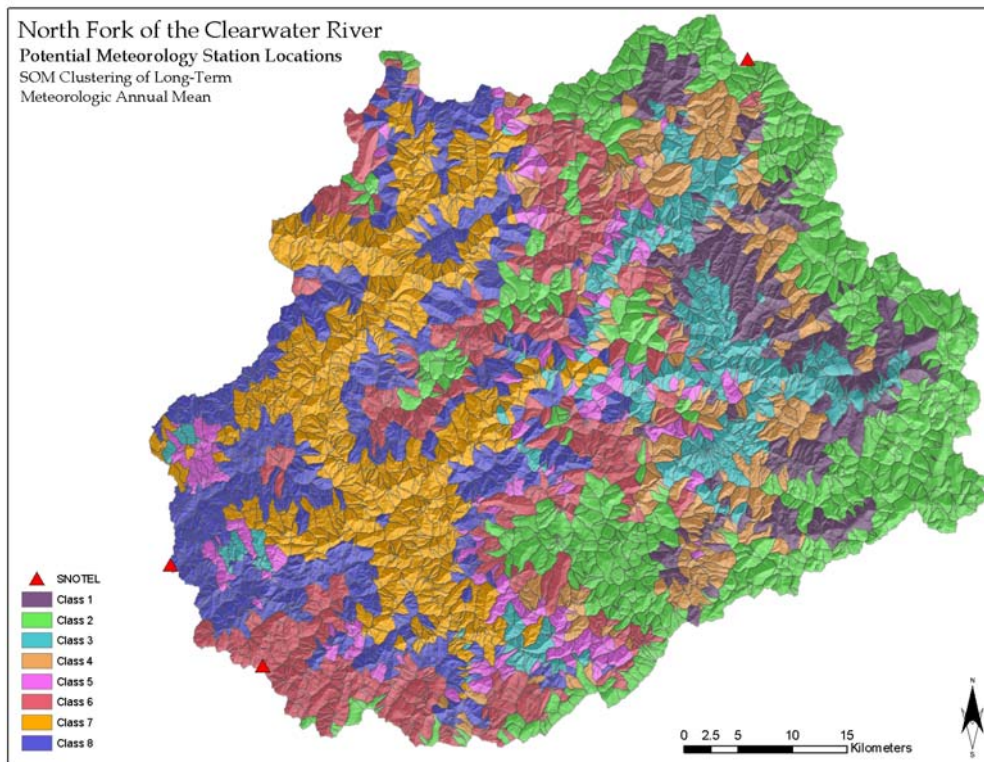 North Fork of the Clearwater River
Potential Meteorology Station Locations
SOM Clustering of Long-Term
Meteorologic Annual Mean
SNOTEL
Class 1
Class 2
Class 3
Class 4
Class 5
Class 6
Class 7
Class 8
N
S
0 2.5 5 10 15
Kilometers